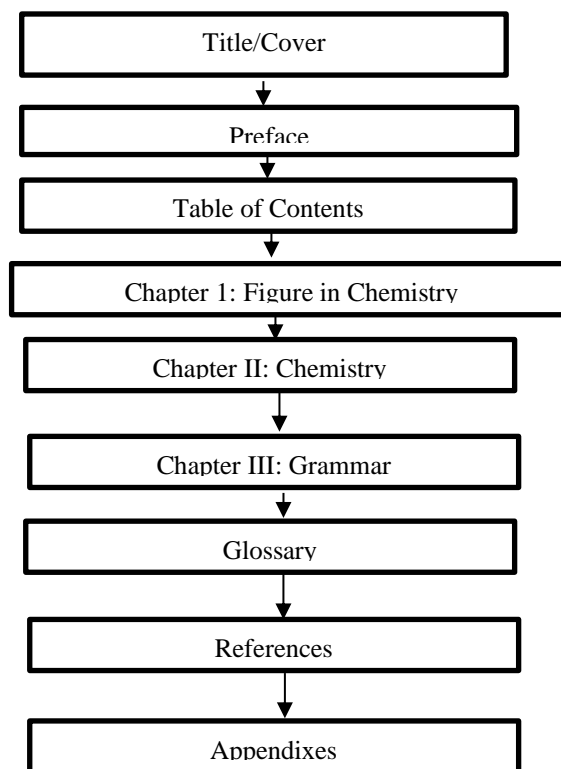 Title/Cover
Preface
Table of Contents
Chapter 1: Figure in Chemistry
Chapter II: Chemistry
Chapter III: Grammar
Glossary
References
Appendixes